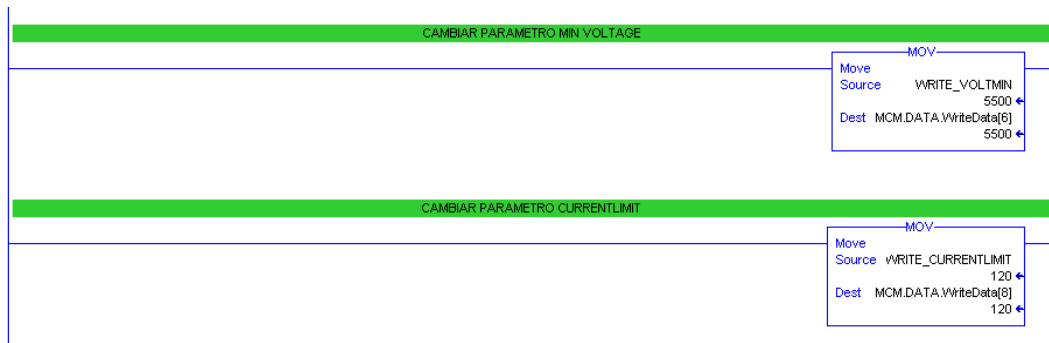 CAMBIAR PARAMETRO MIN VOLTAGE
MOV
Move
Source WRITE_VOLTMIN
5500
Dest MCM.DATA.WriteData[6]
5500
CAMBIAR PARAMETRO CURRENTLIMIT
MOV
Move
Source WRITE_CURRENTLIMIT
120
Dest MCM.DATA.WriteData[8]
120